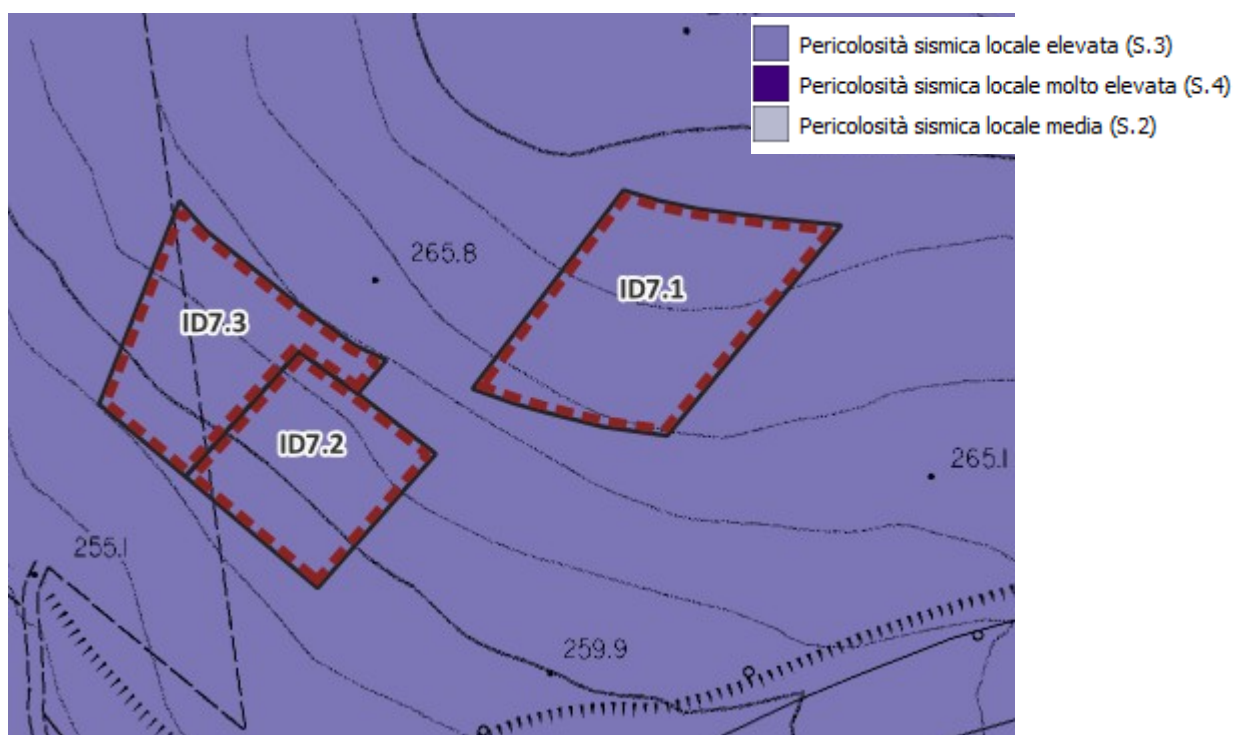 Pericolosità sismica locale elevata (S.3)
Pericolosità sismica locale molto elevata (S.4)
Pericolosità sismica locale media (S.2)
265.8
ID7.1
ID7.3
ID7.2
265.1
255.1
259.9